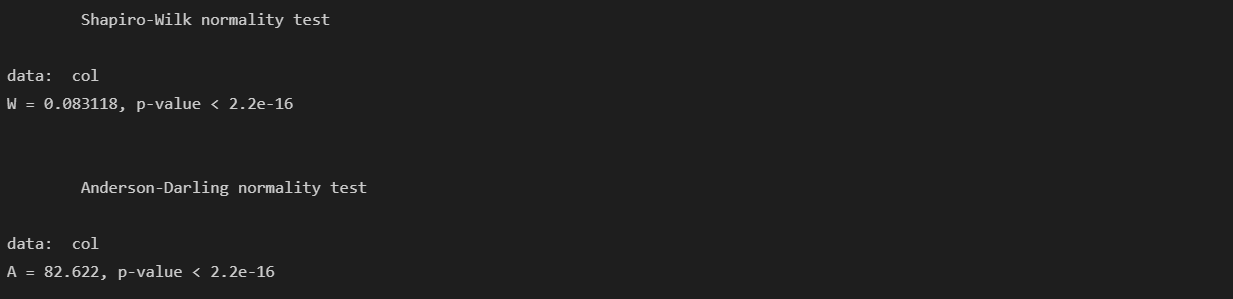 Shapiro-Wilk normality test
data:  col
W = 0.083118, p-value < 2.2e-16
Anderson-Darling normality test
data:  col
A = 82.622, p-value < 2.2e-16